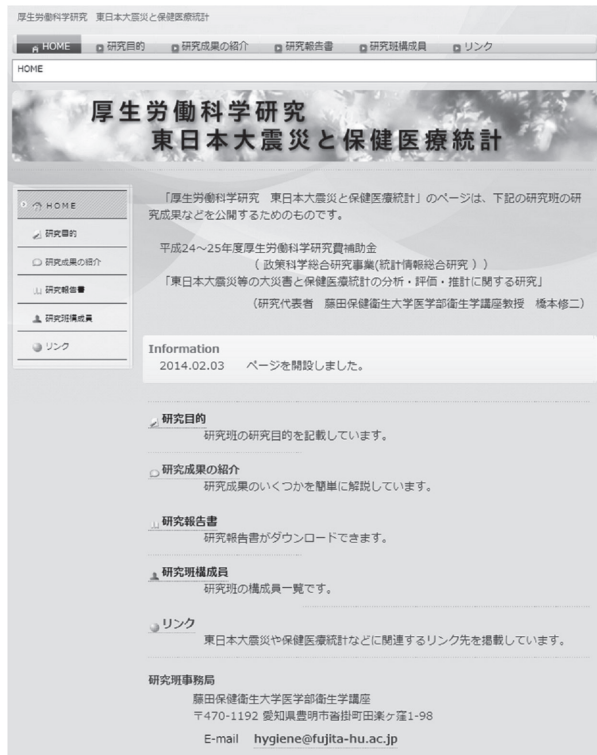 厚生労働科学研究　東日本大震災と保健医療統計
HOME　研究目的　研究成果の紹介　研究報告書　研究班構成員　リンク
HOME
厚生労働科学研究
東日本大震災と保健医療統計
HOME
研究目的
研究成果の紹介
研究報告書
研究班構成員
リンク
「厚生労働科学研究　東日本大震災と保健医療統計」のページは、下記の研究班の研
究成果などを公開するためのものです。
平成24～25年度厚生労働科学研究費補助金
（ 政策科学総合研究事業(統計情報総合研究 ））
「東日本大震災等の大災害と保健医療統計の分析・評価・推計に関する研究」
（研究代表者　藤田保健衛生大学医学部衛生学講座教授　橋本修二）
Information
2014.02.03　ページを開設しました。
研究目的
研究班の研究目的を記載しています。
研究成果の紹介
研究成果のいくつかを簡単に解説しています。
研究報告書
研究報告書がダウンロードできます。
研究班構成員
研究班の構成員一覧です。
リンク
東日本大震災や保健医療統計などに関連するリンク先を掲載しています。
研究班事務局
藤田保健衛生大学医学部衛生学講座
〒470-1192 愛知県豊明市沓掛町田楽ヶ窪1-98
E-mail　hygiene@fujita-hu.ac.jp